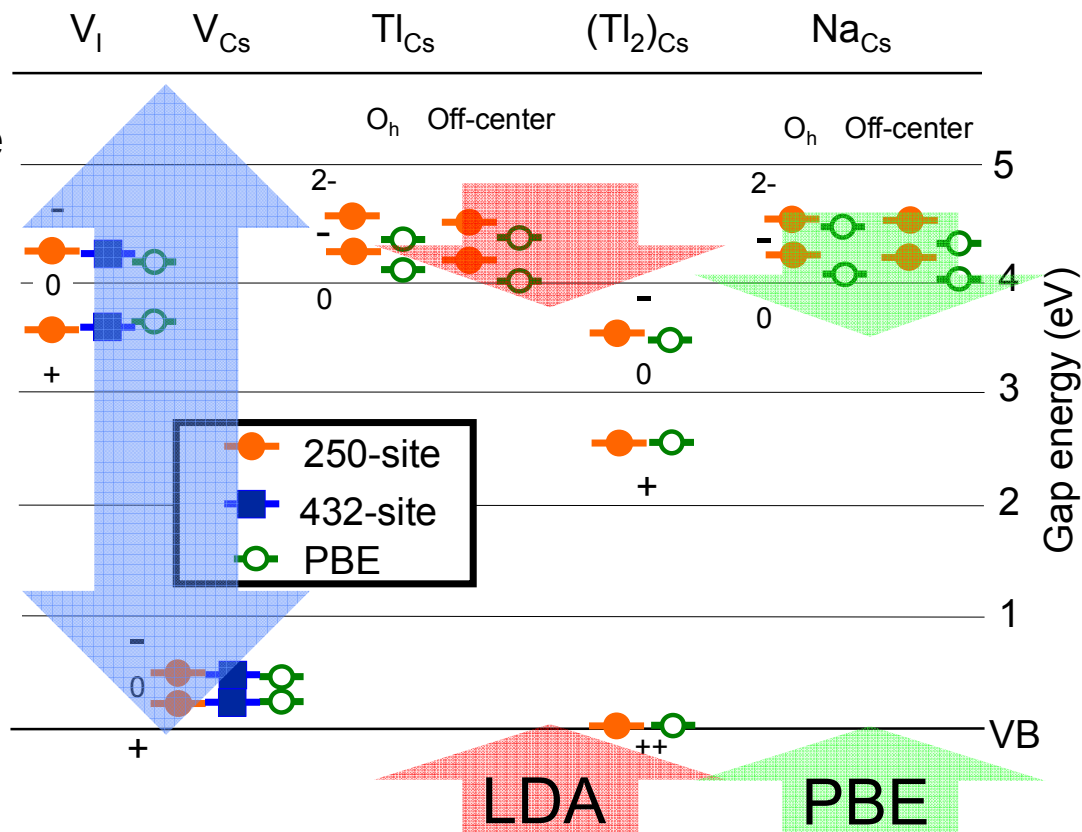 V_I V_Cs Tl_Cs (Tl_2)_Cs Na_Cs
O_h Off-center O_h Off-center
e
5
2- 2-
- - -
4
0 0 0
-
3
+ 0
250-site
+
432-site
2
PBE
1
-
0
VB
+ ++
LDA PBE
Gap energy (eV)